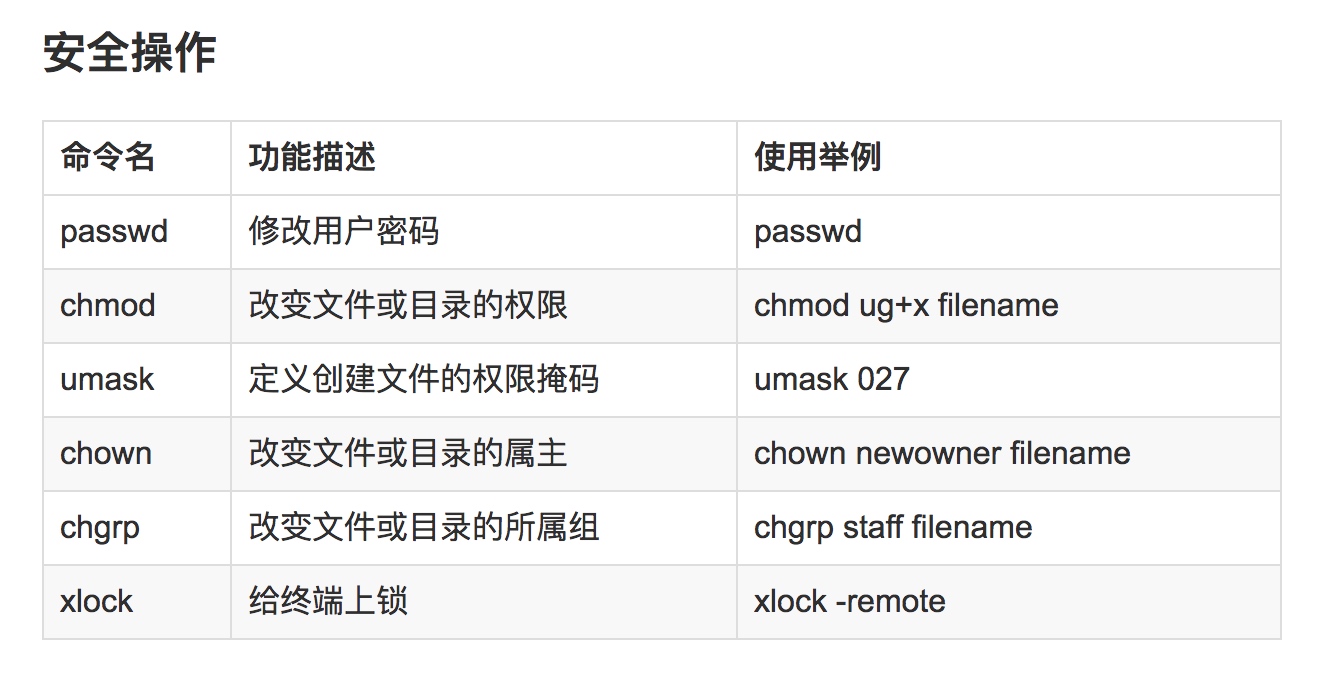 安全操作
命令名 功能描述 使用举例
passwd 修改用户密码 passwd
chmod 改变文件或目录的权限 chmod ug+x filename
umask 定义创建文件的权限掩码 umask 027
chown 改变文件或目录的属主 chown newowner filename
chgrp 改变文件或目录的所属组 chgrp staff filename
xlock 给终端上锁 xlock -remote